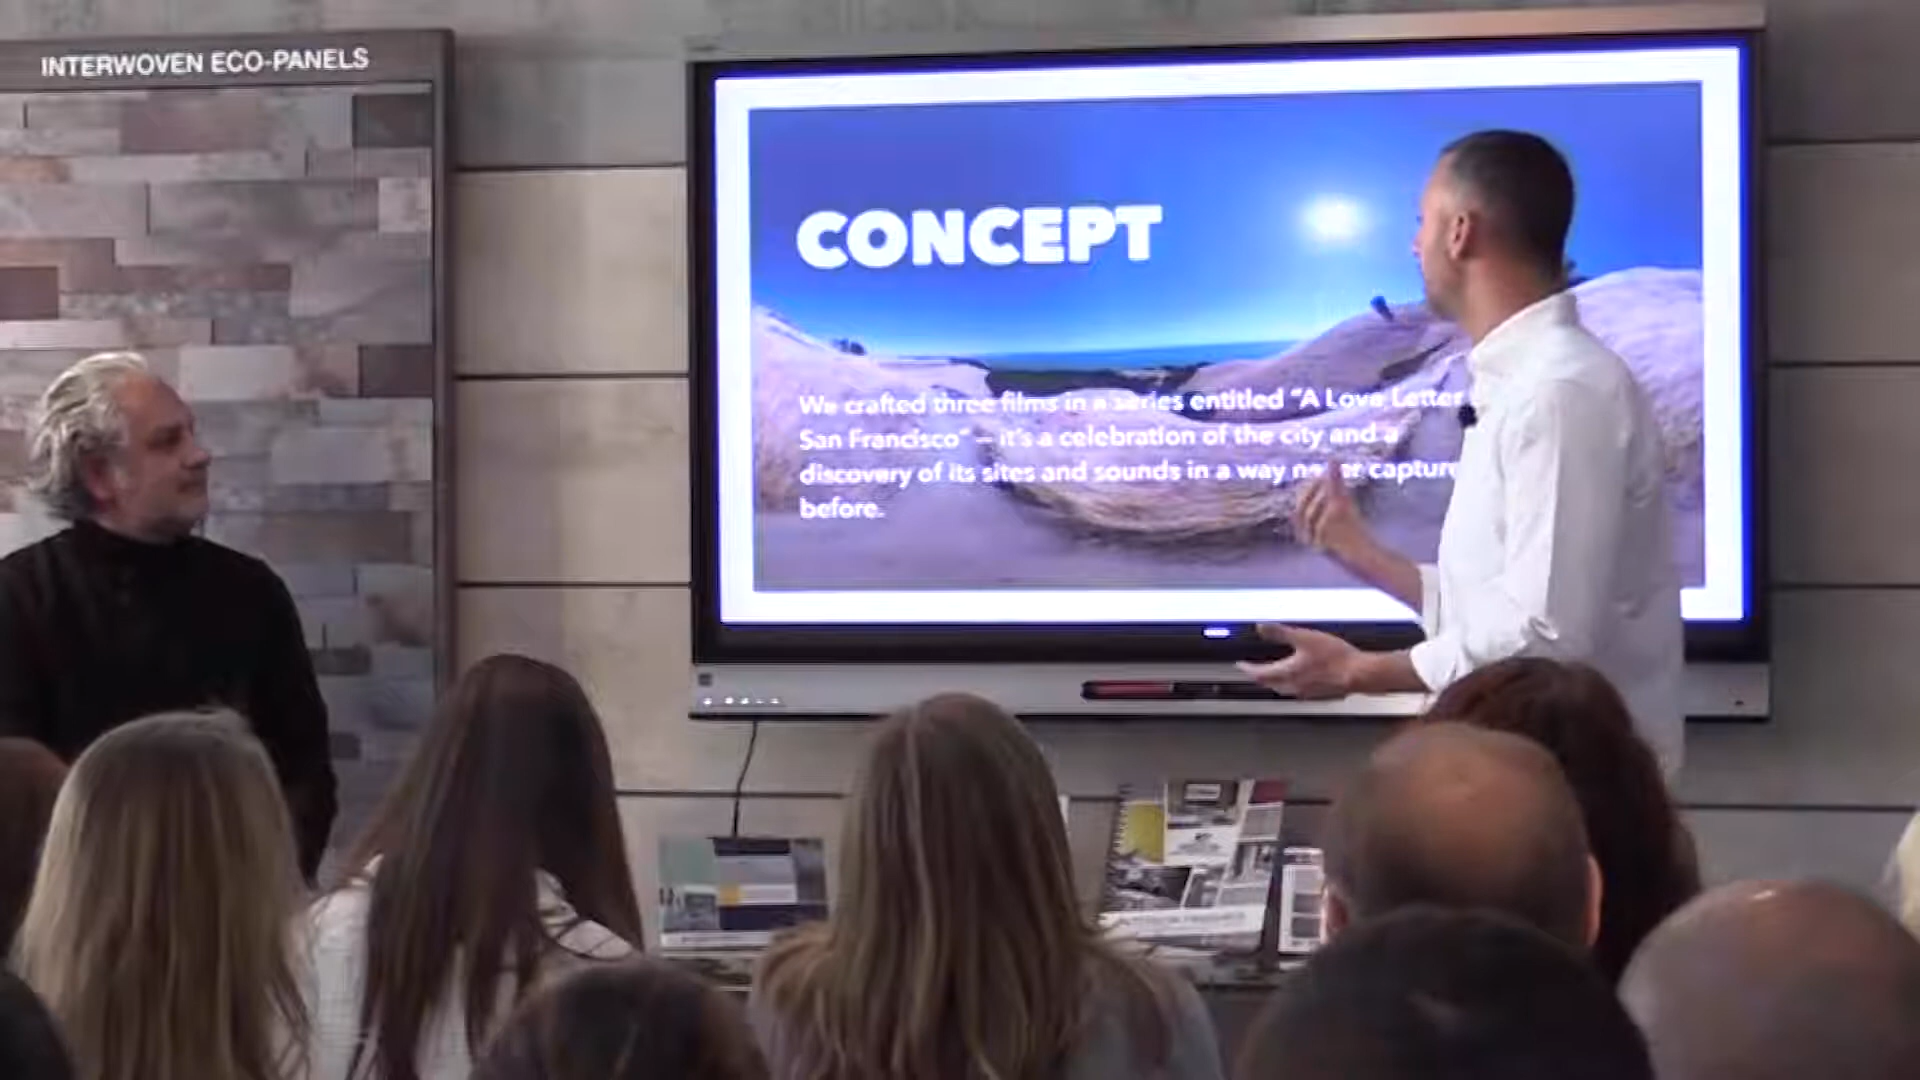 INTERWOVEN ECO-PANELS
CONCEPT
We crafted three films in a series entitled “A Love Letter
San Francisco” – it's a celebration of the city and a
discovery of its sites and sounds in a way
before.